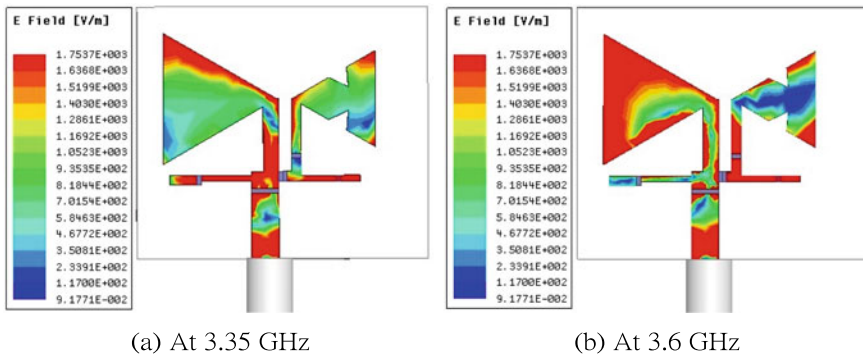 E Field [V/m]
1.7537E+003
1.6368E+003
1.5199E+003
1.4030E+003
1.2861E+003
1.1692E+003
1.0523E+003
9.3535E+002
8.1844E+002
7.0154E+002
5.8463E+002
4.6772E+002
3.5081E+002
2.3391E+002
1.1700E+002
9.1771E-002
(a) At 3.35 GHz
E Field [V/m]
1.7537E+003
1.6368E+003
1.5199E+003
1.4030E+003
1.2861E+003
1.1692E+003
1.0523E+003
9.3535E+002
8.1844E+002
7.0154E+002
5.8463E+002
4.6772E+002
3.5081E+002
2.3391E+002
1.1700E+002
9.1771E-002
(b) At 3.6 GHz